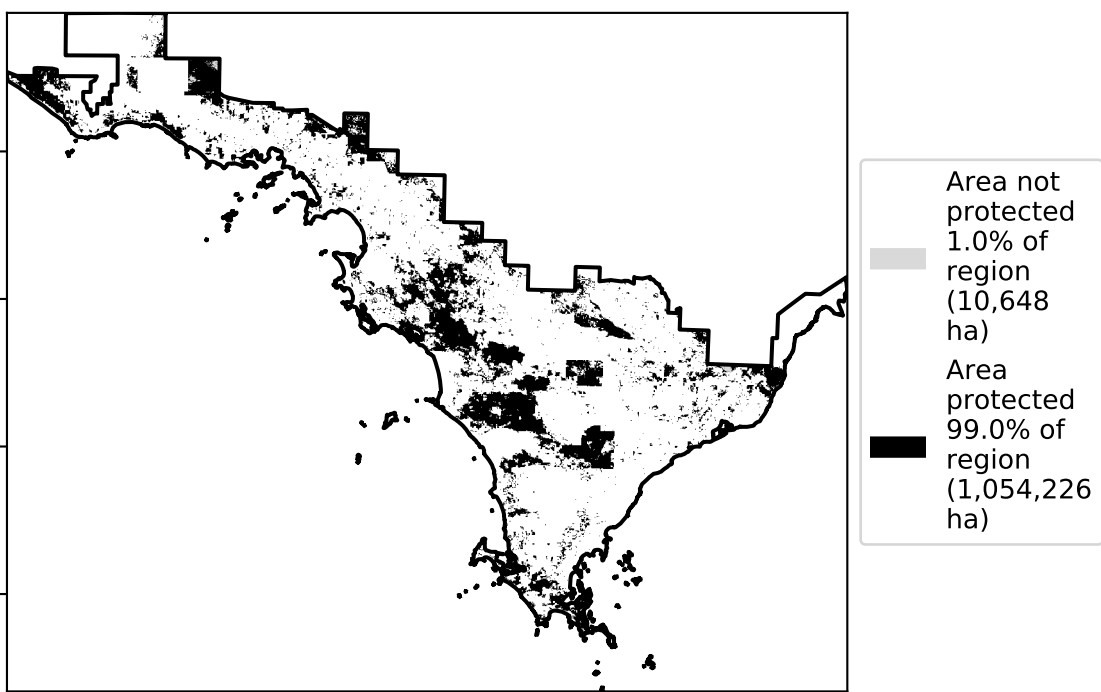 Area not
protected
1.0% of
region
(10,648
ha)
Area
protected
99.0% of
region
(1,054,226
ha)